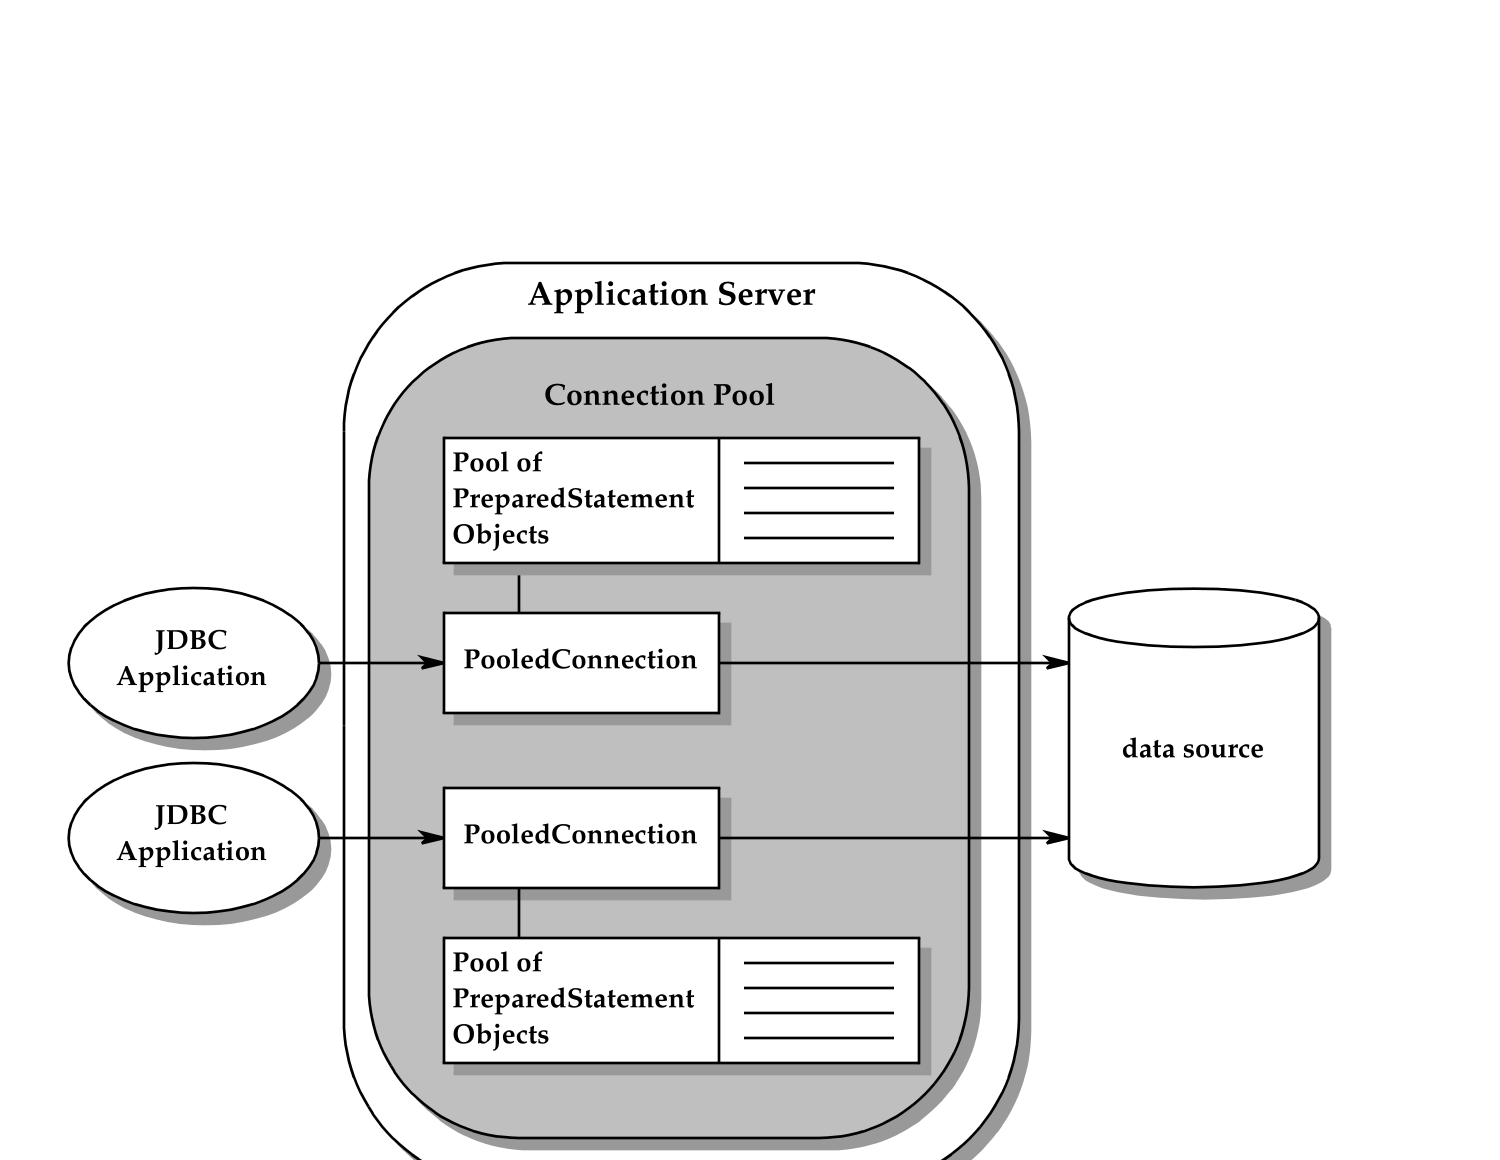 Application Server
Connection Pool
Pool of
PreparedStatement
Objects
JDBC
Application
PooledConnection
data source
JDBC
Application
PooledConnection
Pool of
PreparedStatement
Objects